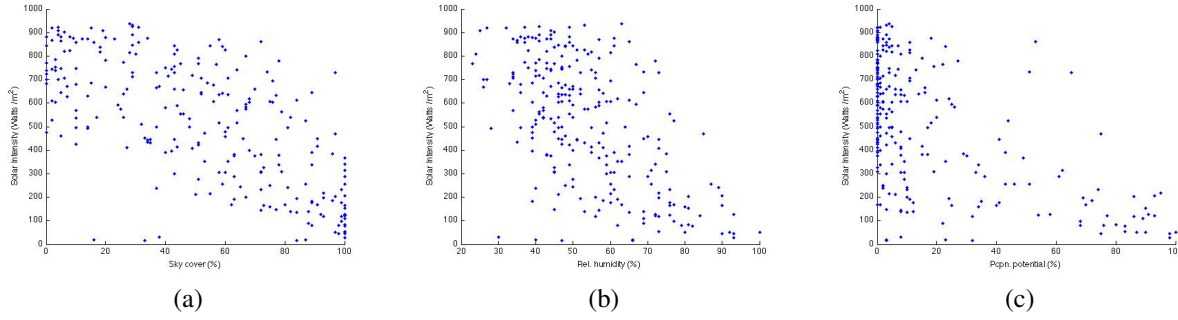 1000
900
800
700
600
500
400
300
200
100
0
Solar Intensity (Watts /m²)
0 20 40 60 80 100
Sky cover (%)
(a)
1000
900
800
700
600
500
400
300
200
100
0
Solar Intensity (Watts /m²)
20 30 40 50 60 70 80 90 100
Rel. humidity (%)
(b)
1000
900
800
700
600
500
400
300
200
100
0
Solar Intensity (Watts /m²)
0 20 40 60 80 100
Pcpn. potential (%)
(c)